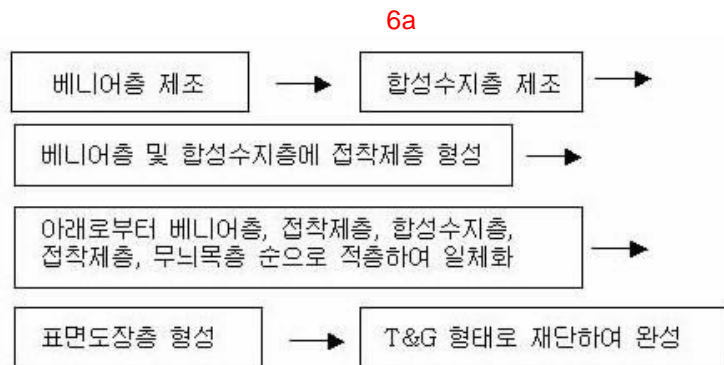 6a
베니어층 제조
합성수지층 제조
베니어층 및 합성수지층에 접착제층 형성
아래로부터 베니어층, 접착제층, 합성수지층,
접착제층, 무늬목층 순으로 적층하여 일체화
표면도장층 형성
T&G 형태로 재단하여 완성